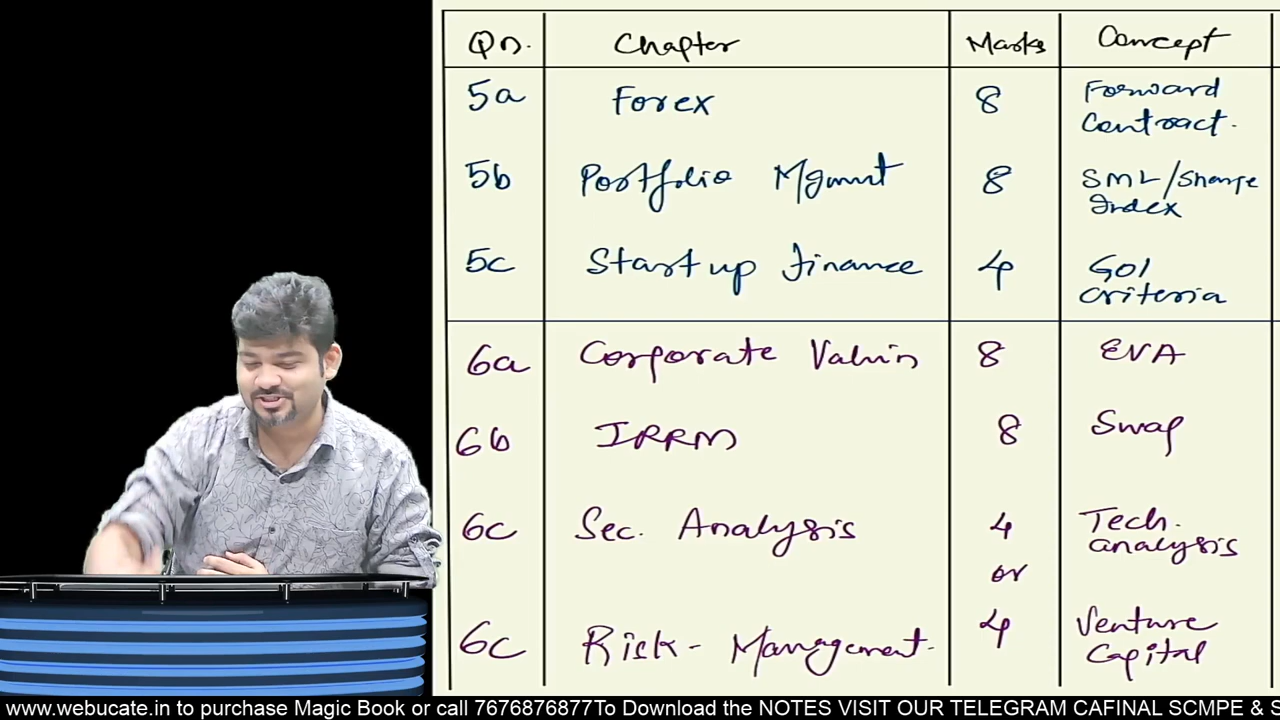 Qn. Chapter Marks Concept
5a Forex 8 Forward Contract.
5b Portfolio Mgmnt 8 SML/Sharpe Index
5c Startup Finance 4 GOI Criteria
6a Corporate Valuin 8 EVA
6b IRRM 8 Swap
6c Sec. Analysis 4 Tech. analysis
or
6c Risk- Management. 4 Venture Capital
www.webucate.in to purchase Magic Book or call 7676876877To Download the NOTES VISIT OUR TELEGRAM CAFINAL SCMPE & S